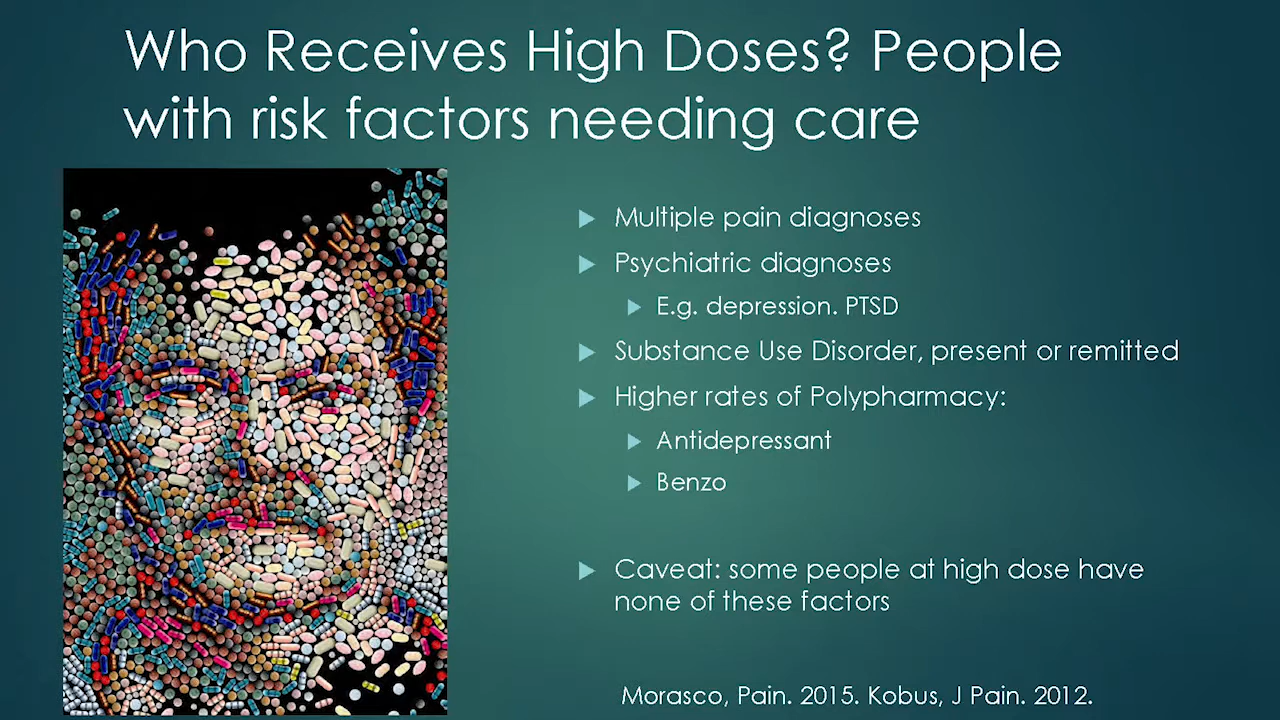 Who Receives High Doses? People
with risk factors needing care
Multiple pain diagnoses
Psychiatric diagnoses
E.g. depression. PTSD
Substance Use Disorder, present or remitted
Higher rates of Polypharmacy:
Antidepressant
Benzo
Caveat: some people at high dose have
none of these factors
Morasco, Pain. 2015. Kobus, J Pain. 2012.